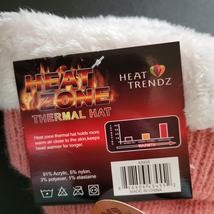 HEAT ZONE
THERMAL HAT
HEAT TRENDZ
Heat zone thermal hat holds more
warm air close to the skin,keeps
head warmer for longer.
WARMTH
91% Acrylic, 5% nylon,
3% polyester, 1% elastane
MADE IN CHINA